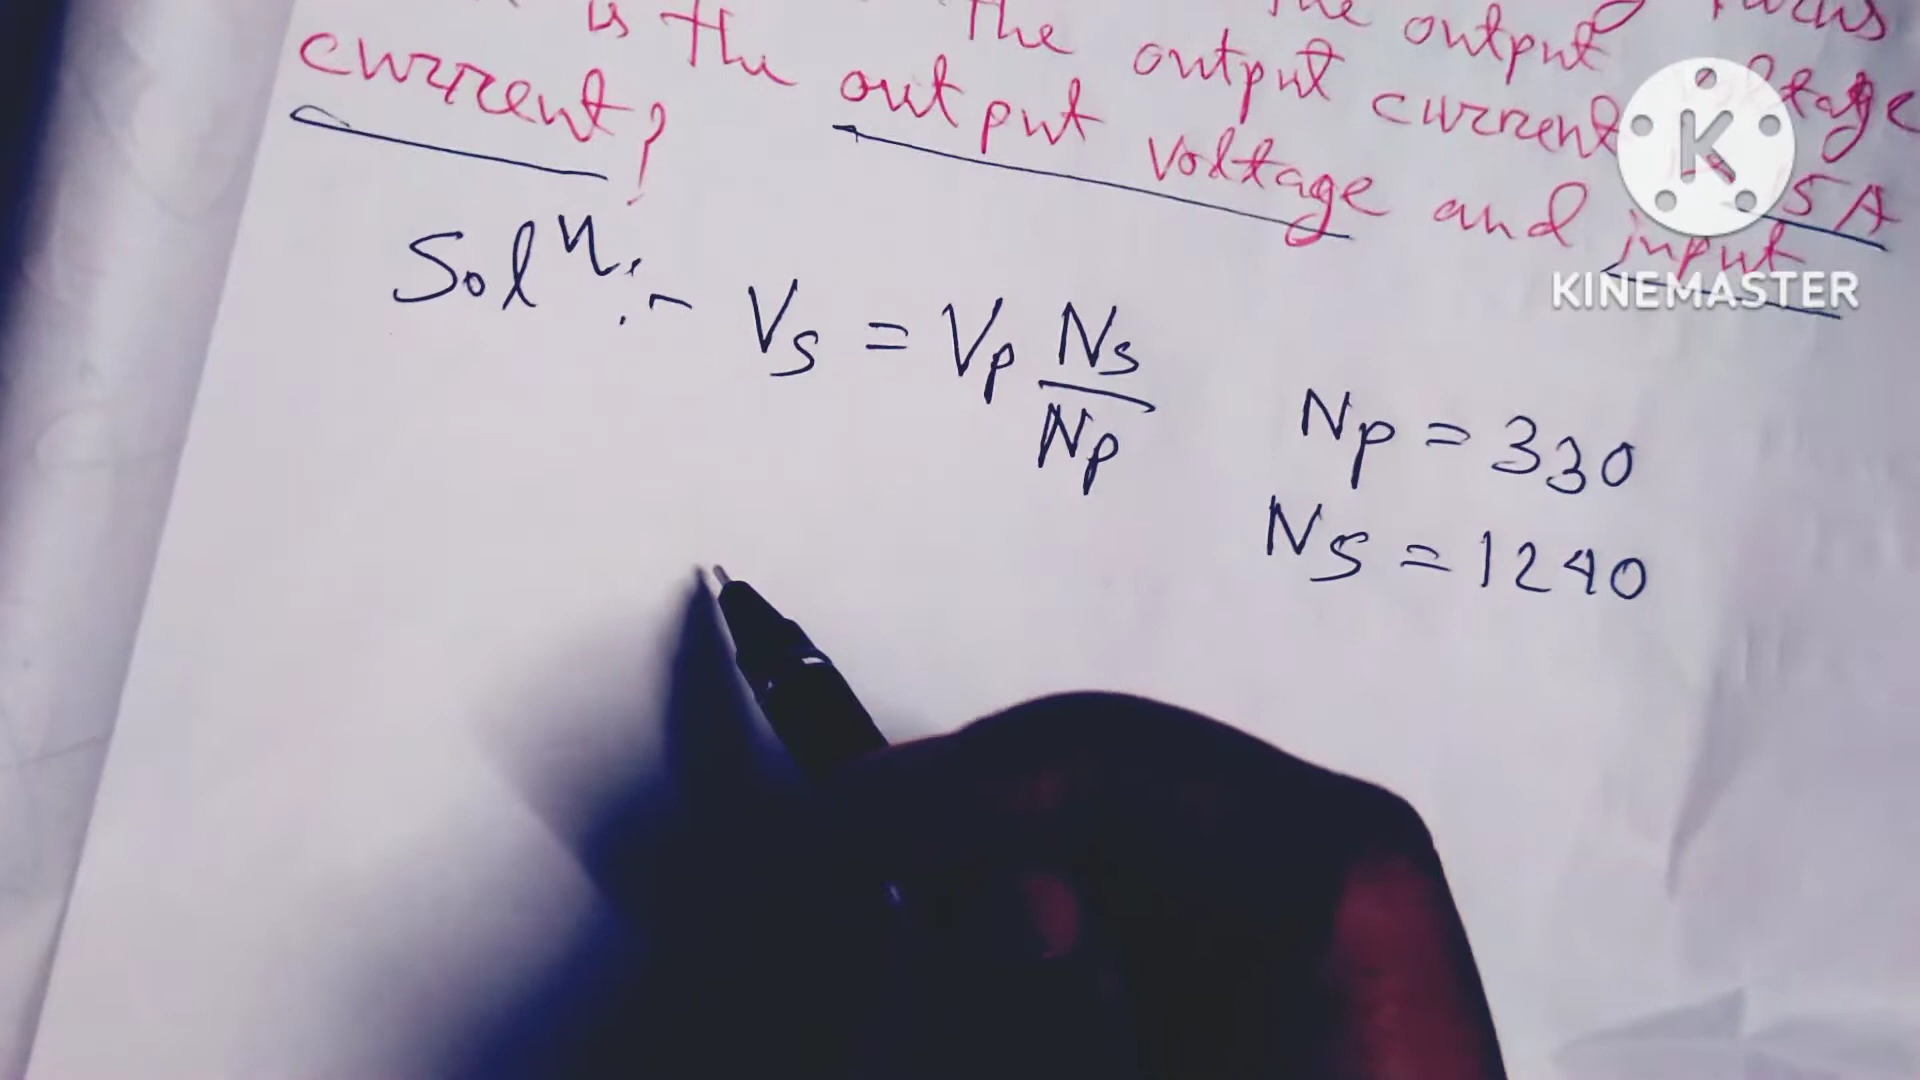 the output
is the output current
current? output voltage and input 5A
Solⁿ:- Vs = Vp Ns/Np
Np = 330
Ns = 1240
K
KINEMASTER